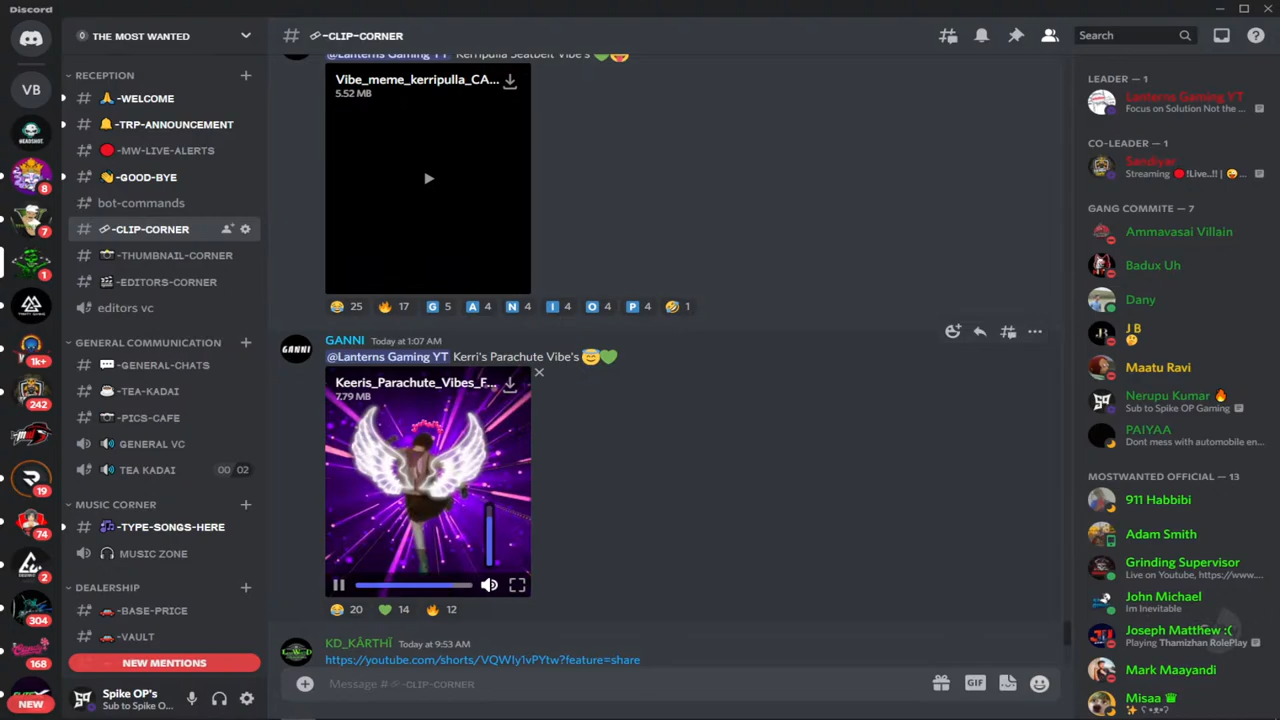 Discord
THE MOST WANTED
-CLIP-CORNER
Search
VB
HEADSHOT
8
7
1
1k+
242
19
74
2
304
168
NEW
RECEPTION
-WELCOME
-TRP-ANNOUNCEMENT
-MW-LIVE-ALERTS
-GOOD-BYE
bot-commands
-CLIP-CORNER
-THUMBNAIL-CORNER
-EDITORS-CORNER
editors vc
GENERAL COMMUNICATION
-GENERAL-CHATS
-TEA-KADAI
-PICS-CAFE
GENERAL VC
TEA KADAI 00 02
MUSIC CORNER
-TYPE-SONGS-HERE
MUSIC ZONE
DEALERSHIP
-BASE-PRICE
-VAULT
NEW MENTIONS
Spike OP's
Sub to Spike O...
@Lanterns Gaming YT Kerripulla Seatbelt Vibe's
Vibe_meme_kerripulla_CA...
5.52 MB
25 17 G 5 A 4 N 4 I 4 O 4 P 4 1
GANNI
GANNI Today at 1:07 AM
@Lanterns Gaming YT Kerri's Parachute Vibe's
Keeris_Parachute_Vibes_F...
7.79 MB
20 14 12
KD_KÅRTHÏ Today at 9:53 AM
https://youtube.com/shorts/VQWIy1vPYtw?feature=share
Message # -CLIP-CORNER
GIF
LEADER — 1
Lanterns Gaming YT
Focus on Solution Not the ...
CO-LEADER — 1
Sandiyar
Streaming !Live..!! | ...
GANG COMMITE — 7
Ammavasai Villain
Badux Uh
Dany
J B
Maatu Ravi
Nerupu Kumar
Sub to Spike OP Gaming
PAIYAA
Dont mess with automobile en...
MOSTWANTED OFFICIAL — 13
911 Habbibi
Adam Smith
Grinding Supervisor
Live on Youtube, https://www...
John Michael
Im Inevitable
Joseph Matthew :(
Playing Thamizhan RolePlay
Mark Maayandi
Misaa